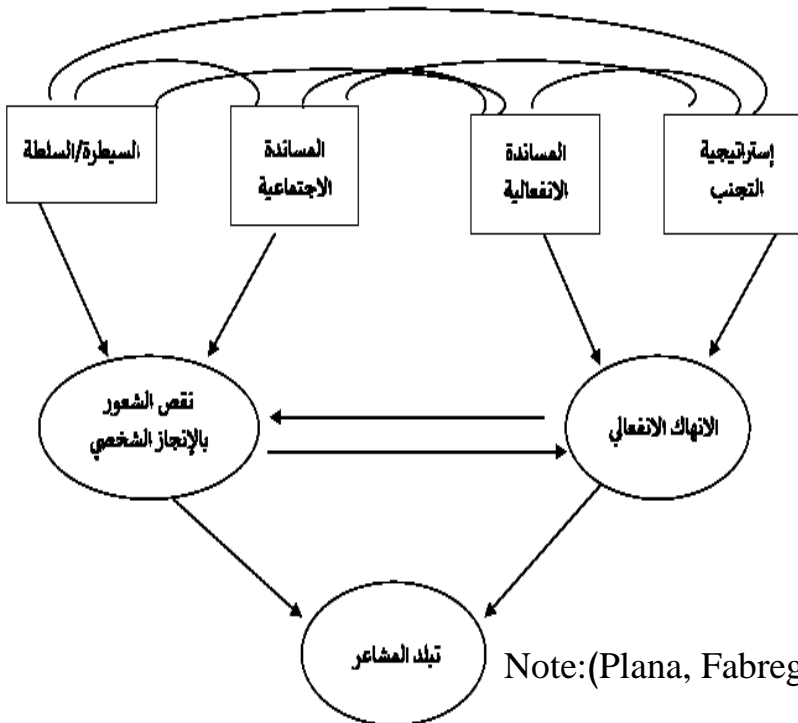 السيطرة/السلطة
المساندة
الاجتماعية
المساندة
الانفعالية
إستراتيجية
التجنب
نقص الشعور
بالإنجاز الشخصي
الانهاك الانفعالي
تبلد المشاعر
Note:(Plana, Fabreg